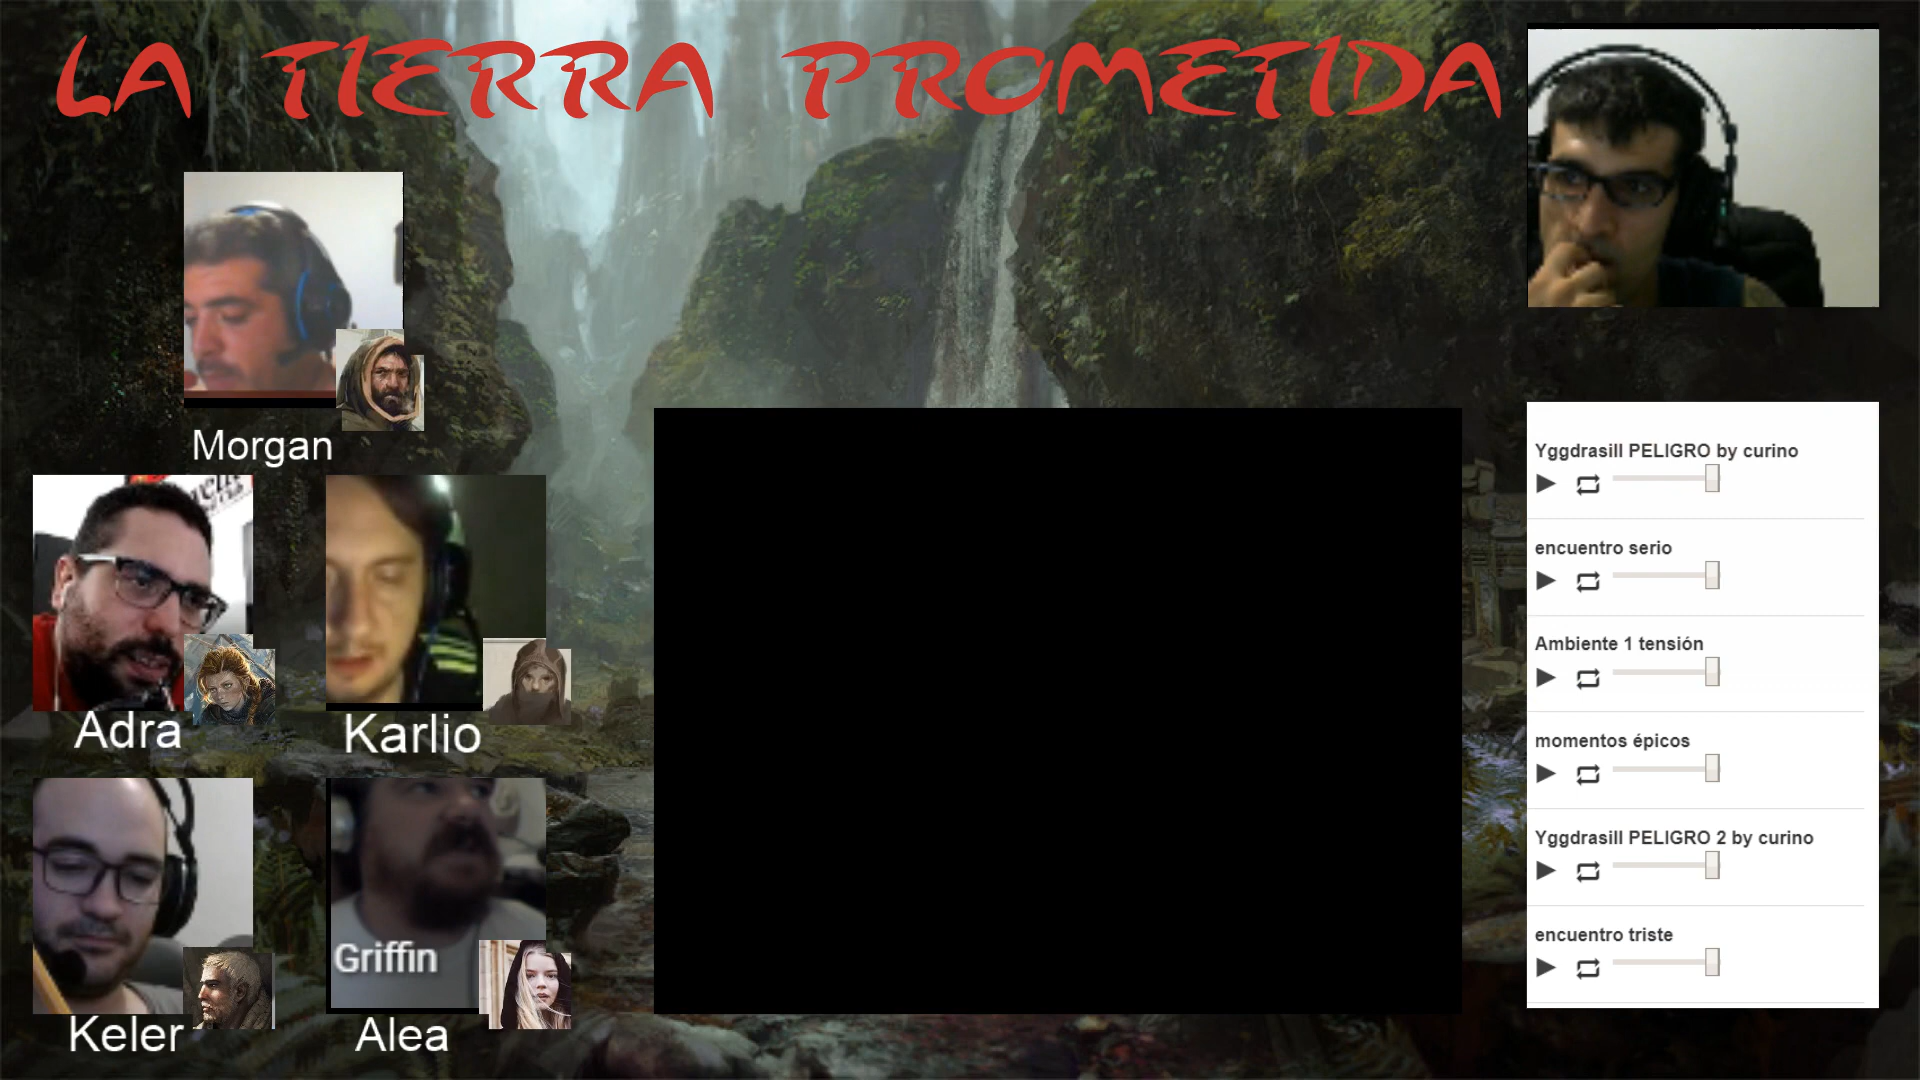 LA TIERRA PROMETIDA
Morgan
Adra
Karlio
Keler
Griffin
Alea
Yggdrasill PELIGRO by curino
encuentro serio
Ambiente 1 tensión
momentos épicos
Yggdrasill PELIGRO 2 by curino
encuentro triste